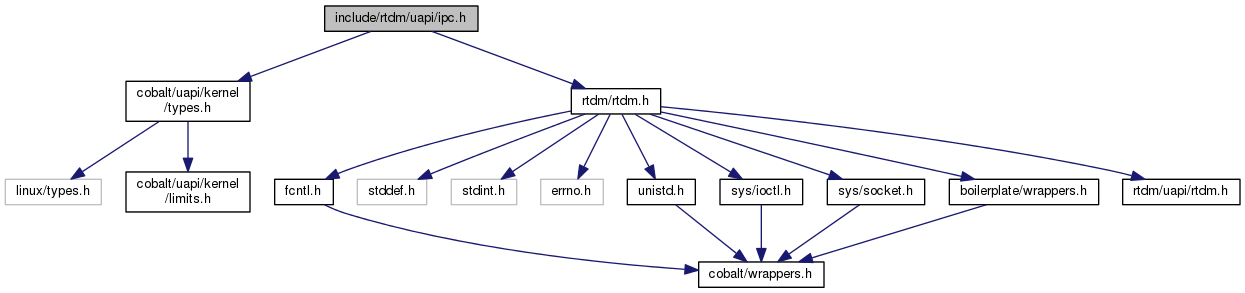 include/rtdm/uapi/ipc.h
cobalt/uapi/kernel
/types.h
rtdm/rtdm.h
linux/types.h
cobalt/uapi/kernel
/limits.h
fcntl.h
stddef.h
stdint.h
errno.h
unistd.h
sys/ioctl.h
sys/socket.h
boilerplate/wrappers.h
rtdm/uapi/rtdm.h
cobalt/wrappers.h